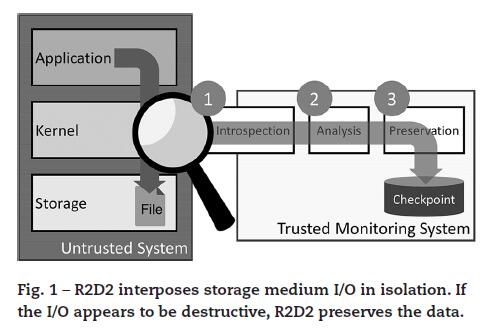 Application
Kernel
Storage
File
Untrusted System
1
2
3
Introspection
Analysis
Preservation
Checkpoint
Trusted Monitoring System
Fig. 1 – R2D2 interposes storage medium I/O in isolation. If
the I/O appears to be destructive, R2D2 preserves the data.